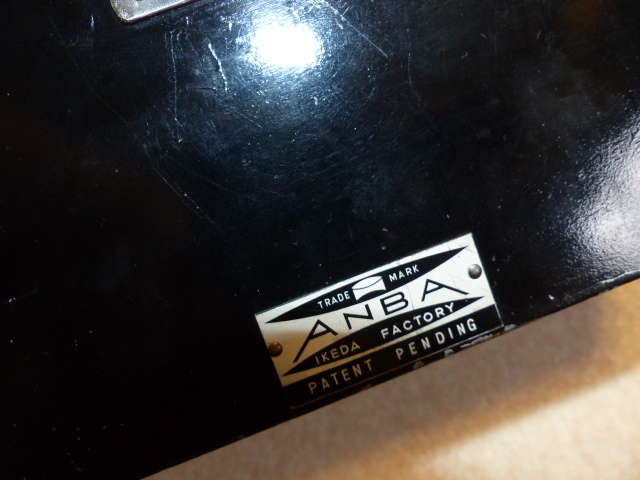 TRADE MARK
ANBA
IKEDA FACTORY
PATENT PENDING